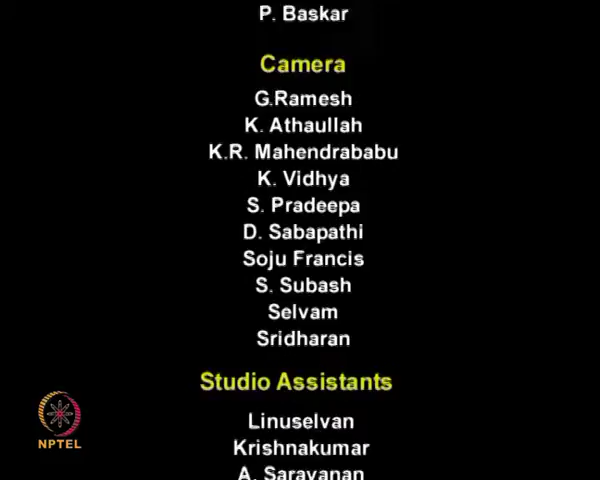 P. Baskar
Camera
G.Ramesh
K. Athaullah
K.R. Mahendrababu
K. Vidhya
S. Pradeepa
D. Sabapathi
Soju Francis
S. Subash
Selvam
Sridharan
Studio Assistants
Linuselvan
Krishnakumar
A. Saravanan
NPTEL